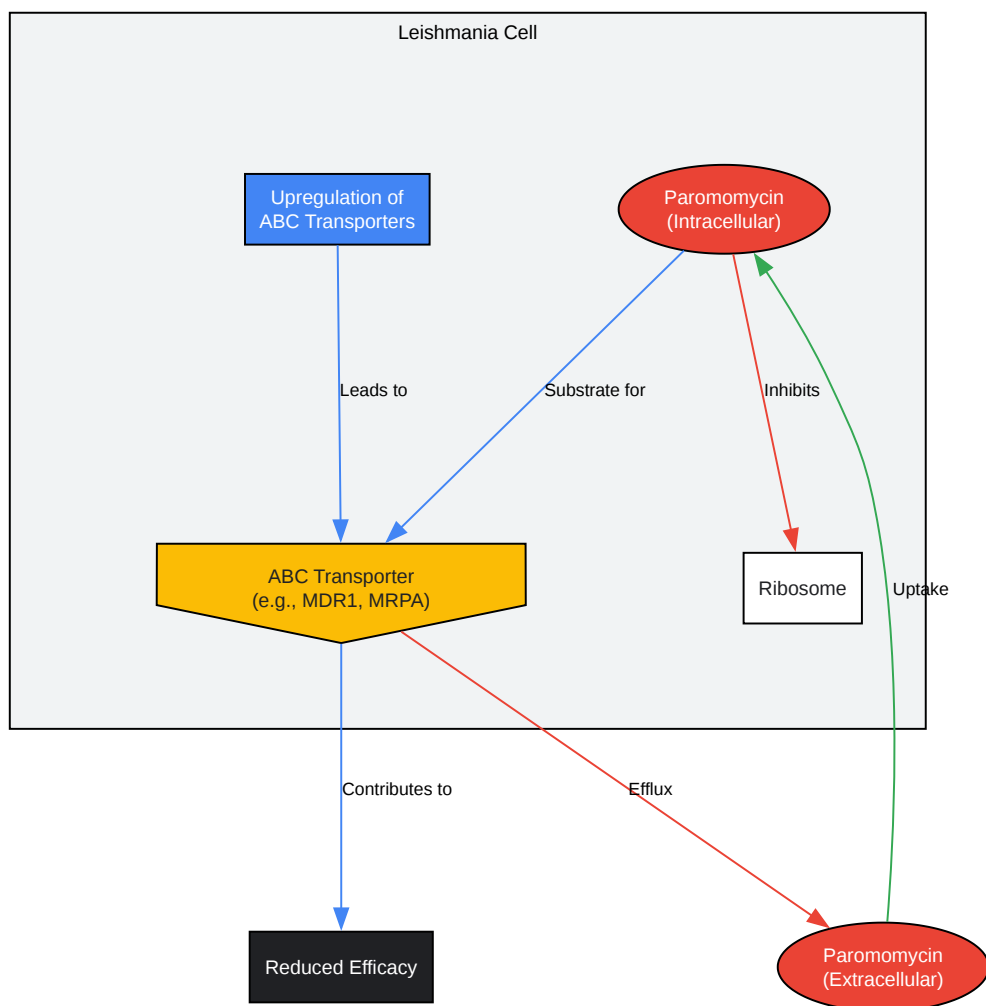 Leishmania Cell
Upregulation of
ABC Transporters
Paromomycin
(Intracellular)
Leads to
Substrate for
Inhibits
ABC Transporter
(e.g., MDR1, MRPA)
Ribosome
Uptake
Contributes to
Efflux
Reduced Efficacy
Paromomycin
(Extracellular)